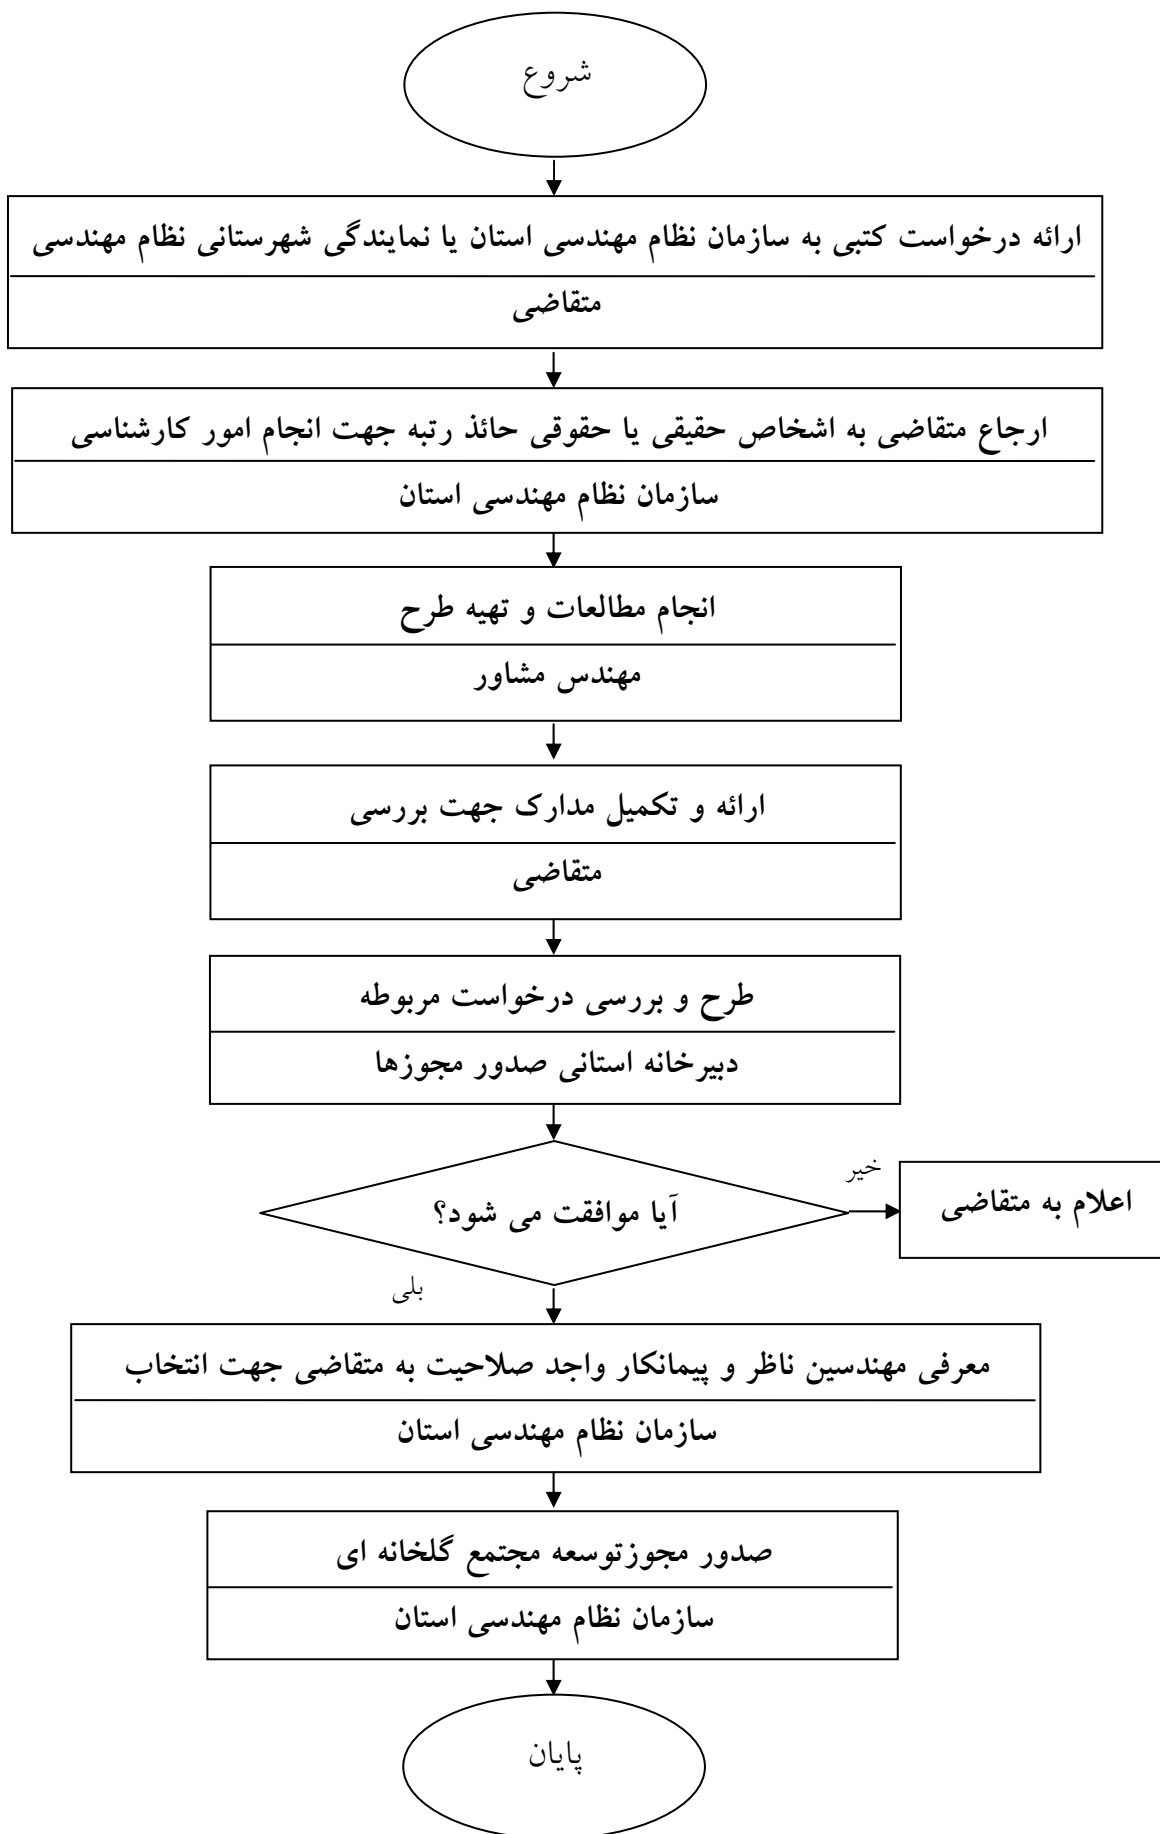 شروع
ارائه درخواست کتبی به سازمان نظام مهندسی استان یا نمایندگی شهرستانی نظام مهندسی
متقاضی
ارجاع متقاضی به اشخاص حقیقی یا حقوقی حائذ رتبه جهت انجام امور کارشناسی
سازمان نظام مهندسی استان
انجام مطالعات و تهیه طرح
مهندس مشاور
ارائه و تکمیل مدارک جهت بررسی
متقاضی
طرح و بررسی درخواست مربوطه
دبیرخانه استانی صدور مجوزها
آیا موافقت می شود؟
خیر
اعلام به متقاضی
بلی
معرفی مهندسین ناظر و پیمانکار واجد صلاحیت به متقاضی جهت انتخاب
سازمان نظام مهندسی استان
صدور مجوزتوسعه مجتمع گلخانه ای
سازمان نظام مهندسی استان
پایان